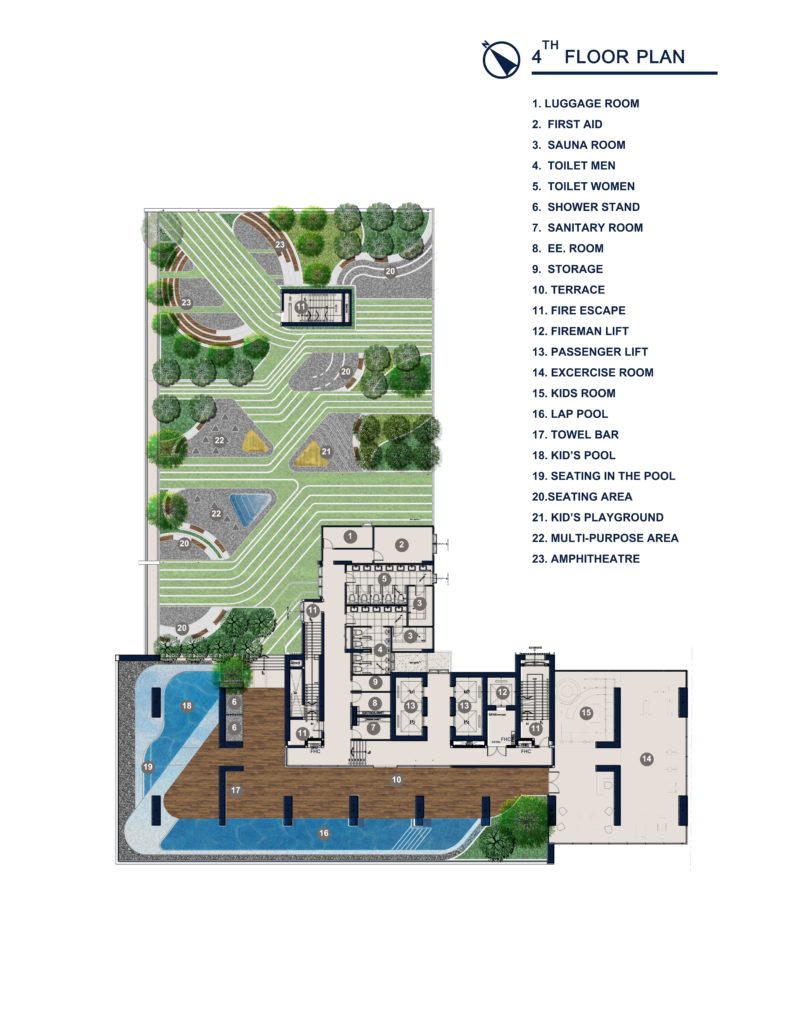 N
4TH FLOOR PLAN
1. LUGGAGE ROOM
2. FIRST AID
3. SAUNA ROOM
4. TOILET MEN
5. TOILET WOMEN
6. SHOWER STAND
7. SANITARY ROOM
8. EE. ROOM
9. STORAGE
10. TERRACE
11. FIRE ESCAPE
12. FIREMAN LIFT
13. PASSENGER LIFT
14. EXCERCISE ROOM
15. KIDS ROOM
16. LAP POOL
17. TOWEL BAR
18. KID'S POOL
19. SEATING IN THE POOL
20.SEATING AREA
21. KID'S PLAYGROUND
22. MULTI-PURPOSE AREA
23. AMPHITHEATRE
23
20
23
11
20
22
21
22
20
1
2
5
11
3
20
3
4
9
12
18
6
8
13
13
15
6
7
11
11
FHC
FHC
FHC
14
19
10
17
16